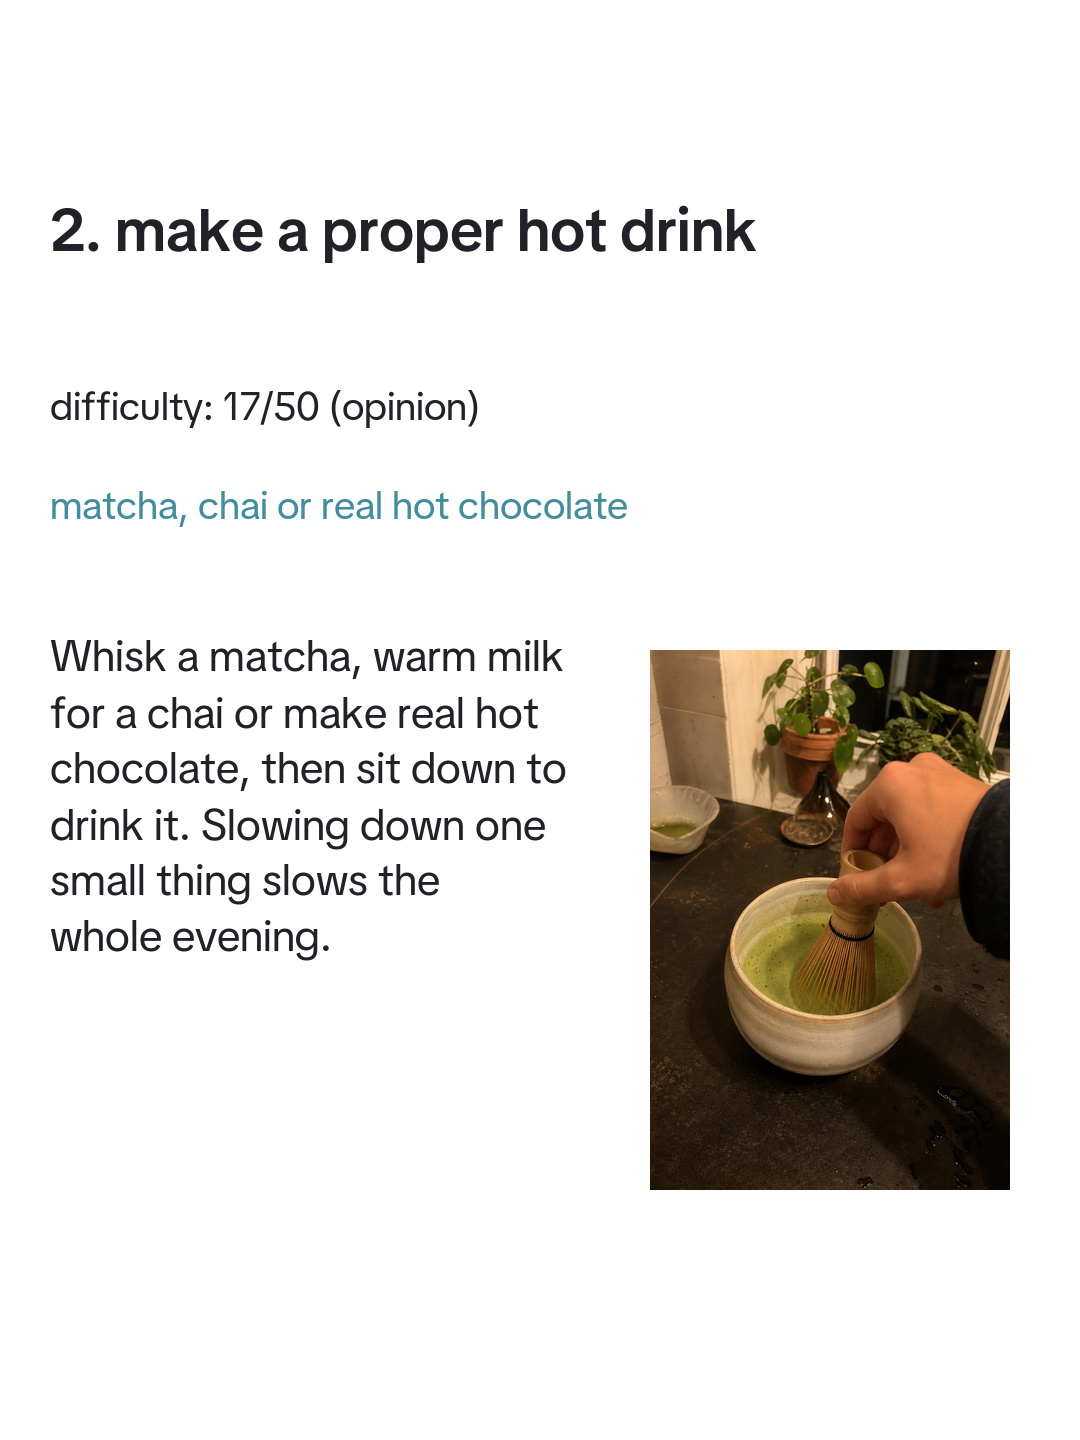 2. make a proper hot drink
difficulty: 17/50 (opinion)
matcha, chai or real hot chocolate
Whisk a matcha, warm milk
for a chai or make real hot
chocolate, then sit down to
drink it. Slowing down one
small thing slows the
whole evening.